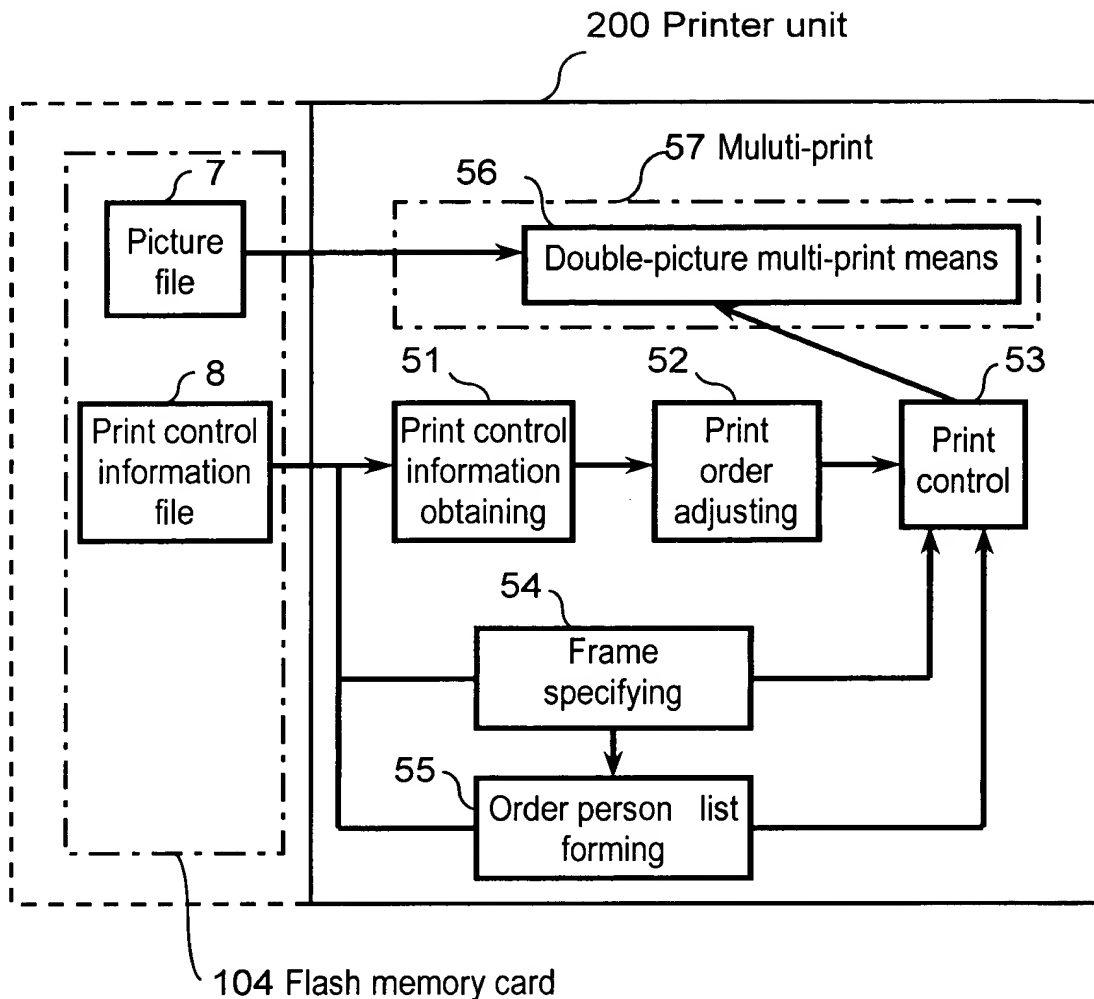 200 Printer unit
57 Muluti-print
7
56
Picture
file
Double-picture multi-print means
8
51
52
53
Print control
information
file
Print control
information
obtaining
Print
order
adjusting
Print
control
54
Frame
specifying
55
Order person list
forming
104 Flash memory card